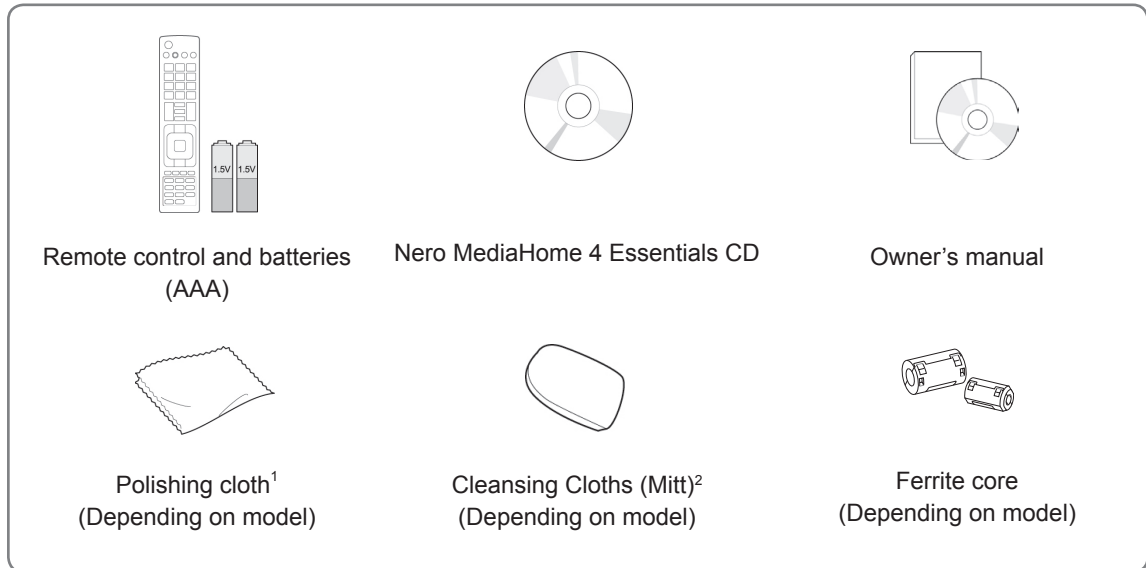 1.5V 1.5V
Remote control and batteries
(AAA)
Nero MediaHome 4 Essentials CD
Owner’s manual
Polishing cloth1
(Depending on model)
Cleansing Cloths (Mitt)2
(Depending on model)
Ferrite core
(Depending on model)